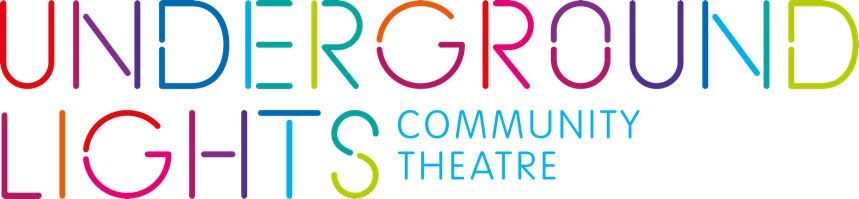 UNDERGROUND
LIGHTS
COMMUNITY
THEATRE